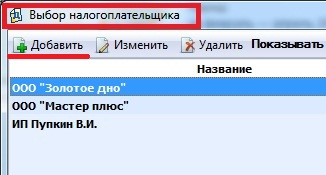 Выбор налогоплательщика
Добавить Изменить Удалить Показывать
Название
ООО "Золотое дно"
ООО "Мастер плюс"
ИП Пупкин В.И.